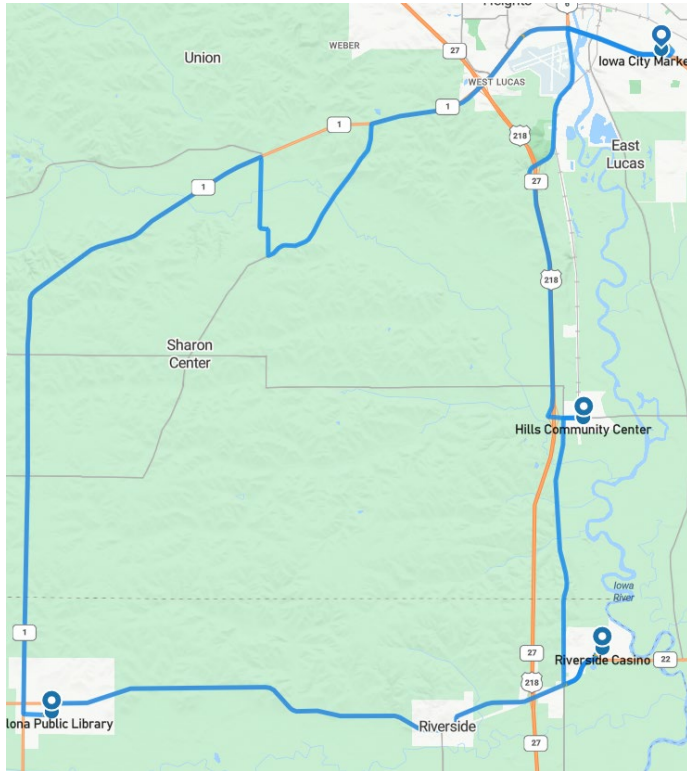 Heights
6
WEBER
27
Union
Iowa City Marke
WEST LUCAS
1
1
218
East
Lucas
27
1
218
Sharon
Center
Hills Community Center
Iowa
River
1
27
Riverside Casino
22
218
lona Public Library
Riverside
27